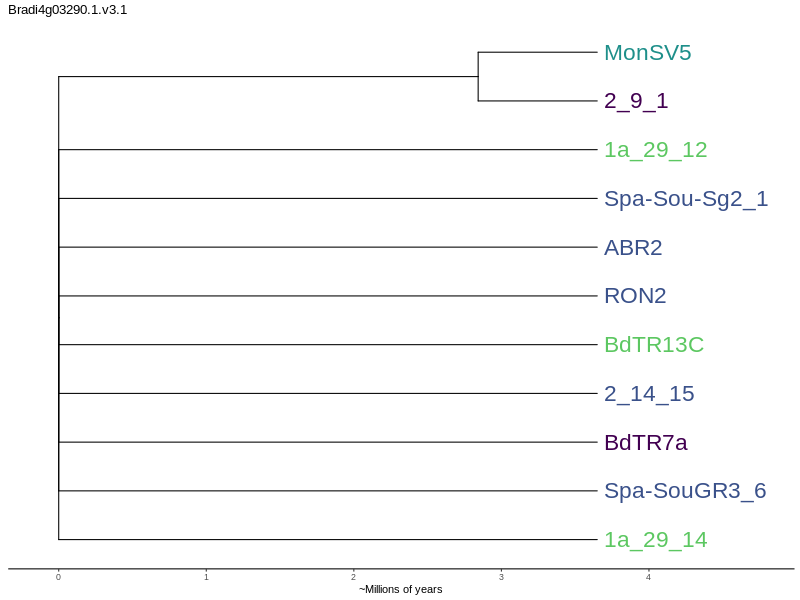 Bradi4g03290.1.v3.1
MonSV5
2_9_1
1a_29_12
Spa-Sou-Sg2_1
ABR2
RON2
BdTR13C
2_14_15
BdTR7a
Spa-SouGR3_6
1a_29_14
0 1 2 3 4
~Millions of years